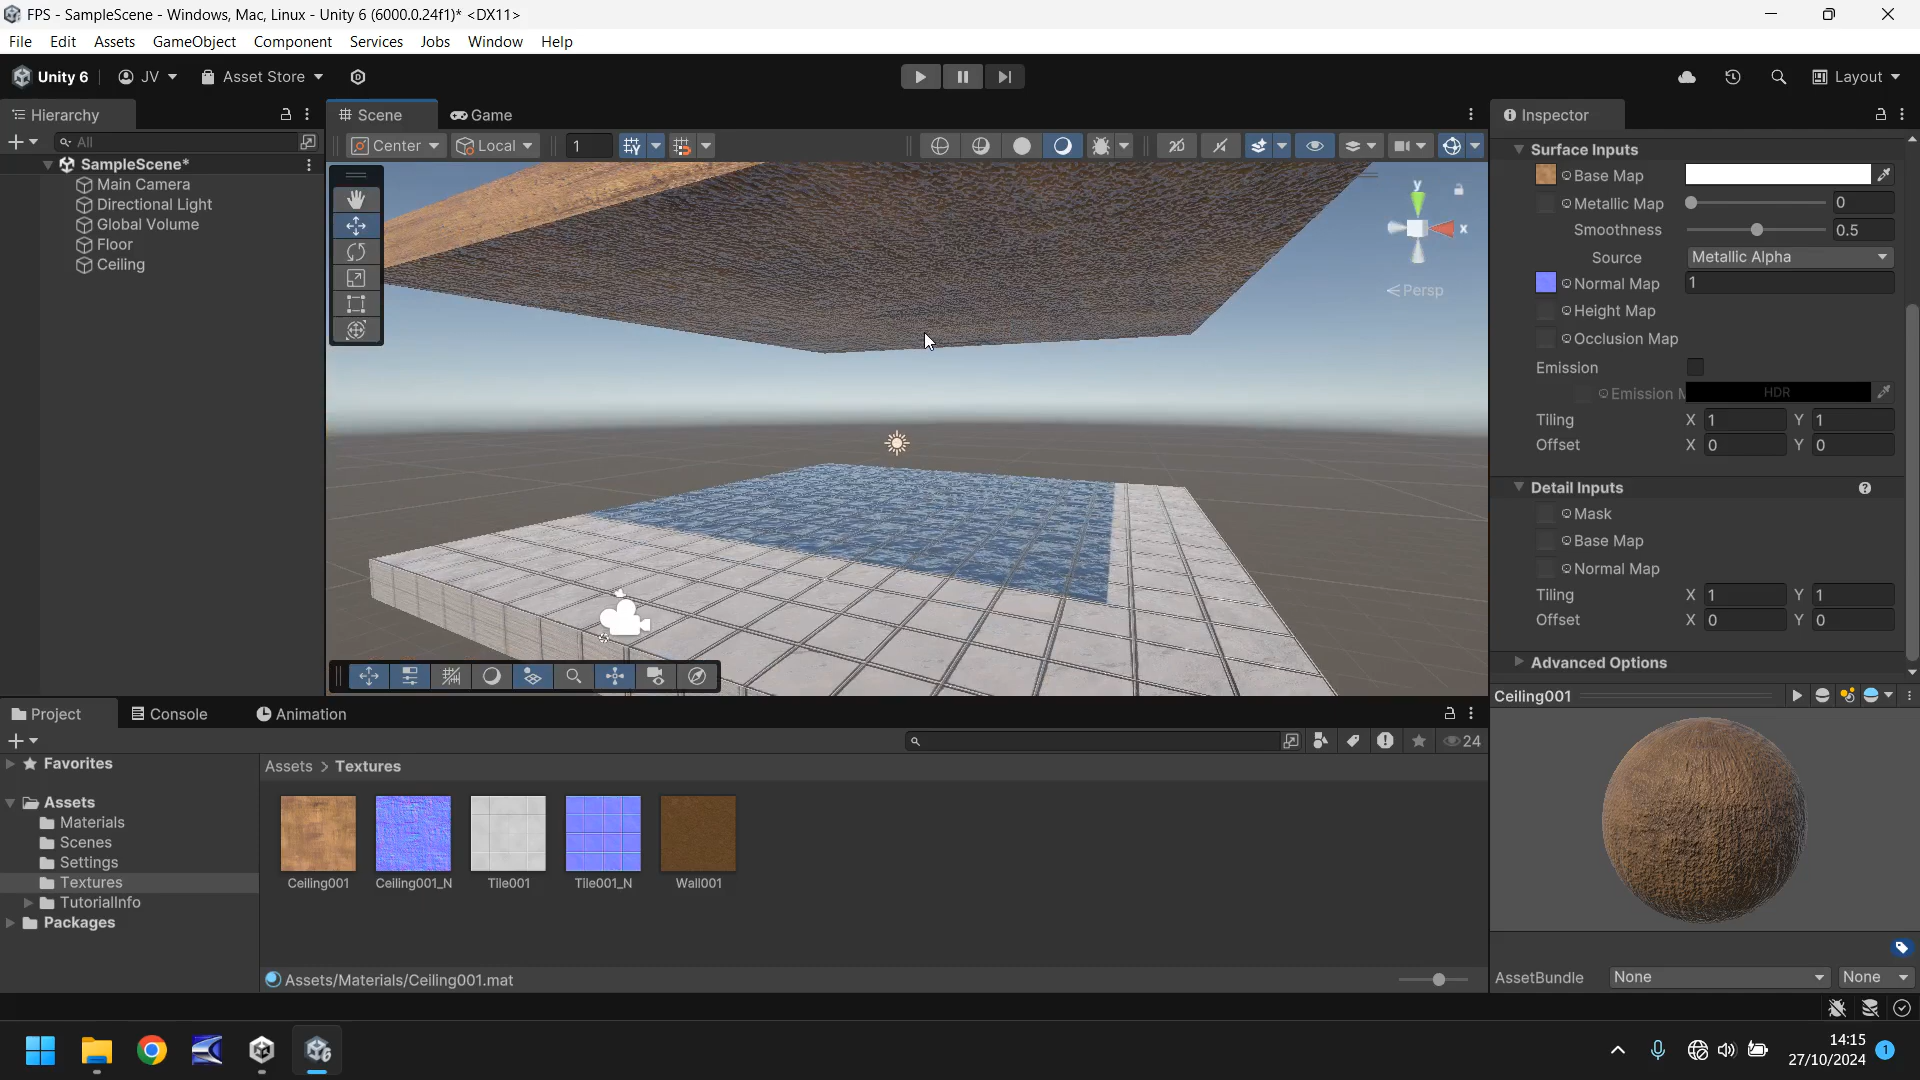 FPS - SampleScene - Windows, Mac, Linux - Unity 6 (6000.0.24f1)* <DX11>
File Edit Assets GameObject Component Services Jobs Window Help
Unity 6 JV Asset Store Layout
Hierarchy
All
SampleScene*
Main Camera
Directional Light
Global Volume
Floor
Ceiling
Scene Game
Center Local 1 2D
y
x
Persp
Inspector
Surface Inputs
Base Map
Metallic Map 0
Smoothness 0.5
Source Metallic Alpha
Normal Map 1
Height Map
Occlusion Map
Emission
Emission M HDR
Tiling X 1 Y 1
Offset X 0 Y 0
Detail Inputs
Mask
Base Map
Normal Map
Tiling X 1 Y 1
Offset X 0 Y 0
Advanced Options
Ceiling001
AssetBundle None None
Project Console Animation
24
Favorites
Assets
Materials
Scenes
Settings
Textures
TutorialInfo
Packages
Assets > Textures
Ceiling001 Ceiling001_N Tile001 Tile001_N Wall001
Assets/Materials/Ceiling001.mat
6
14:15
27/10/2024
1